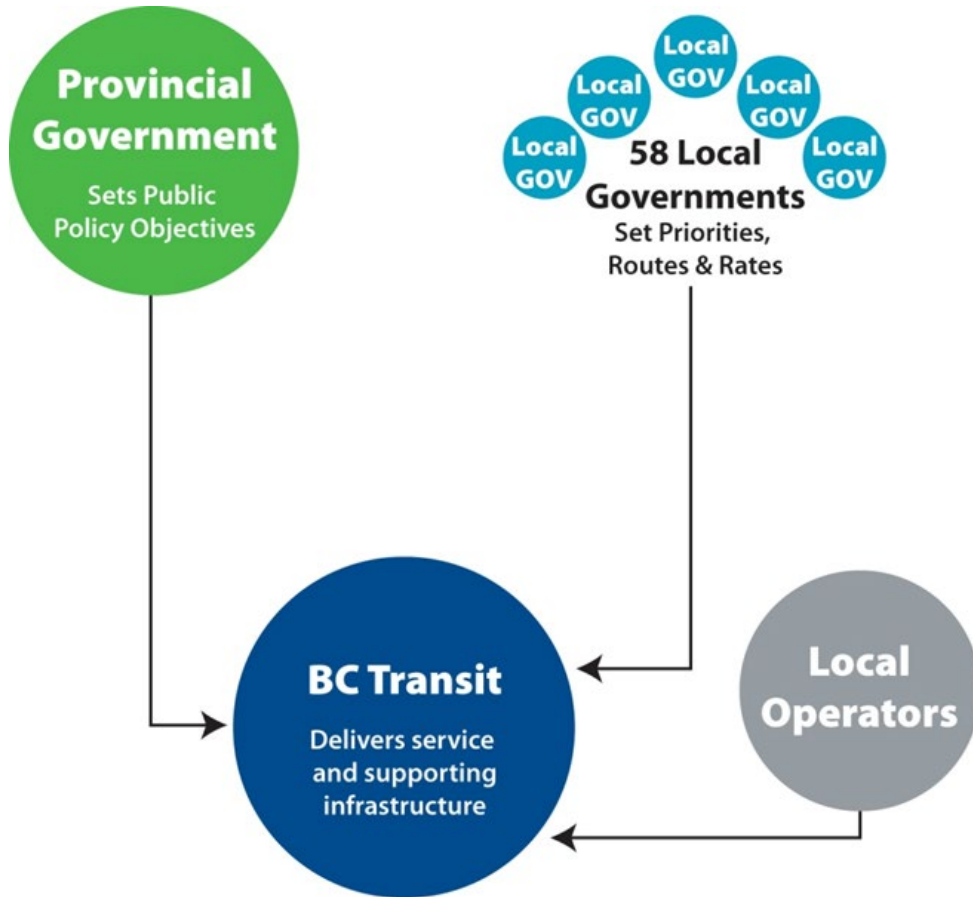 Provincial
Government
Sets Public
Policy Objectives
Local
GOV
Local
GOV
Local
GOV
Local
GOV
Local
GOV
58 Local
Governments
Set Priorities,
Routes & Rates
BC Transit
Delivers service
and supporting
infrastructure
Local
Operators